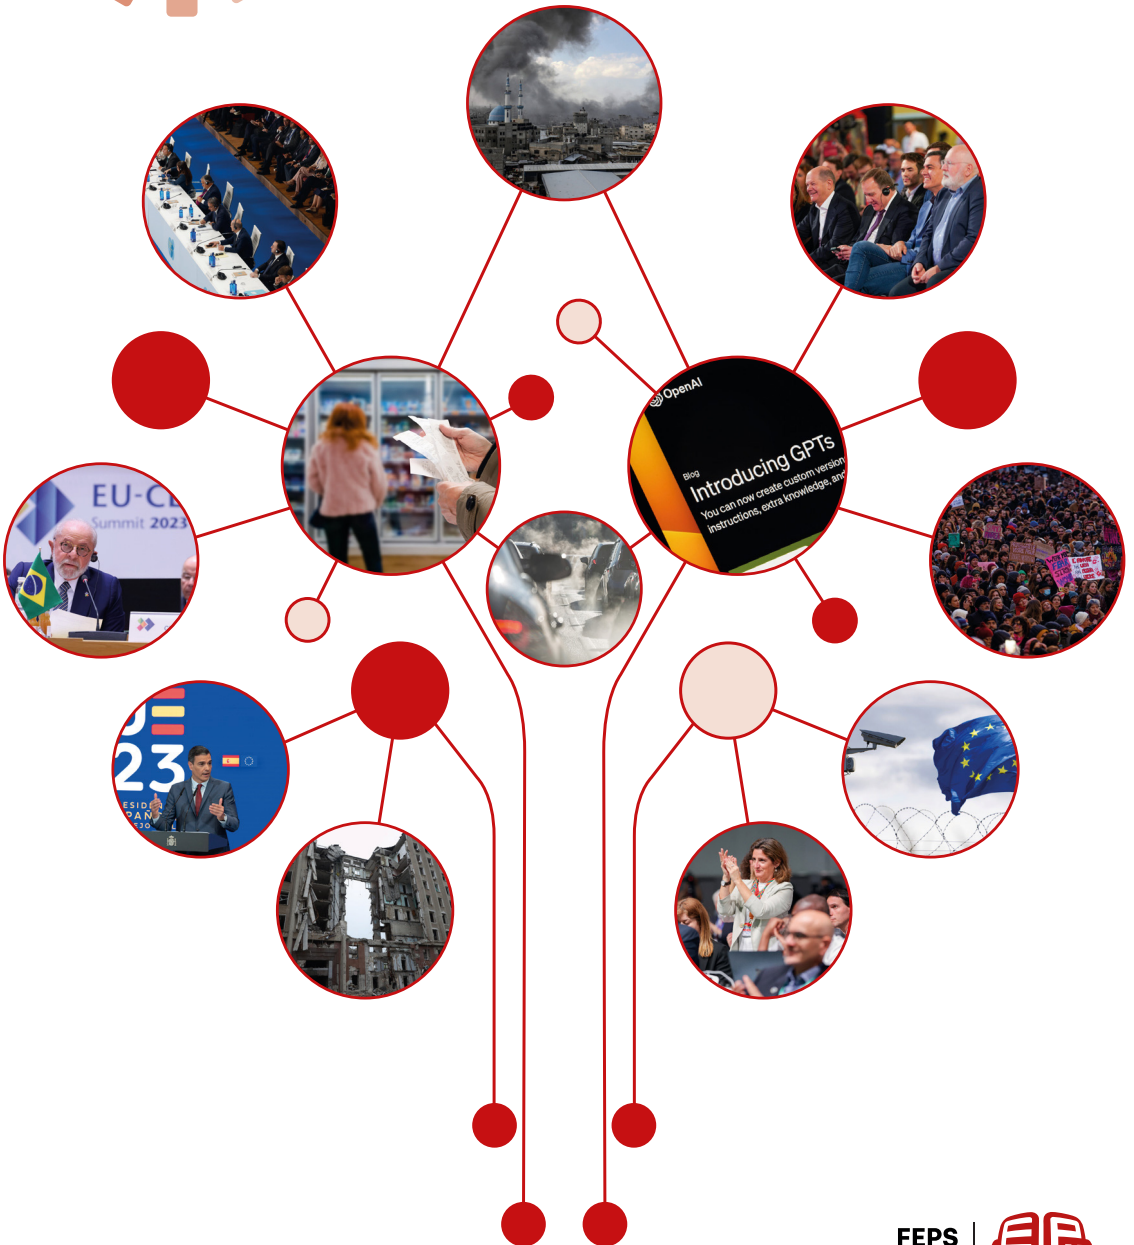 OpenAI
Blog
Introducing GPTs
You can now create custom version
instructions, extra knowledge, and
EU-CE
Summit 2023
23
FEPS